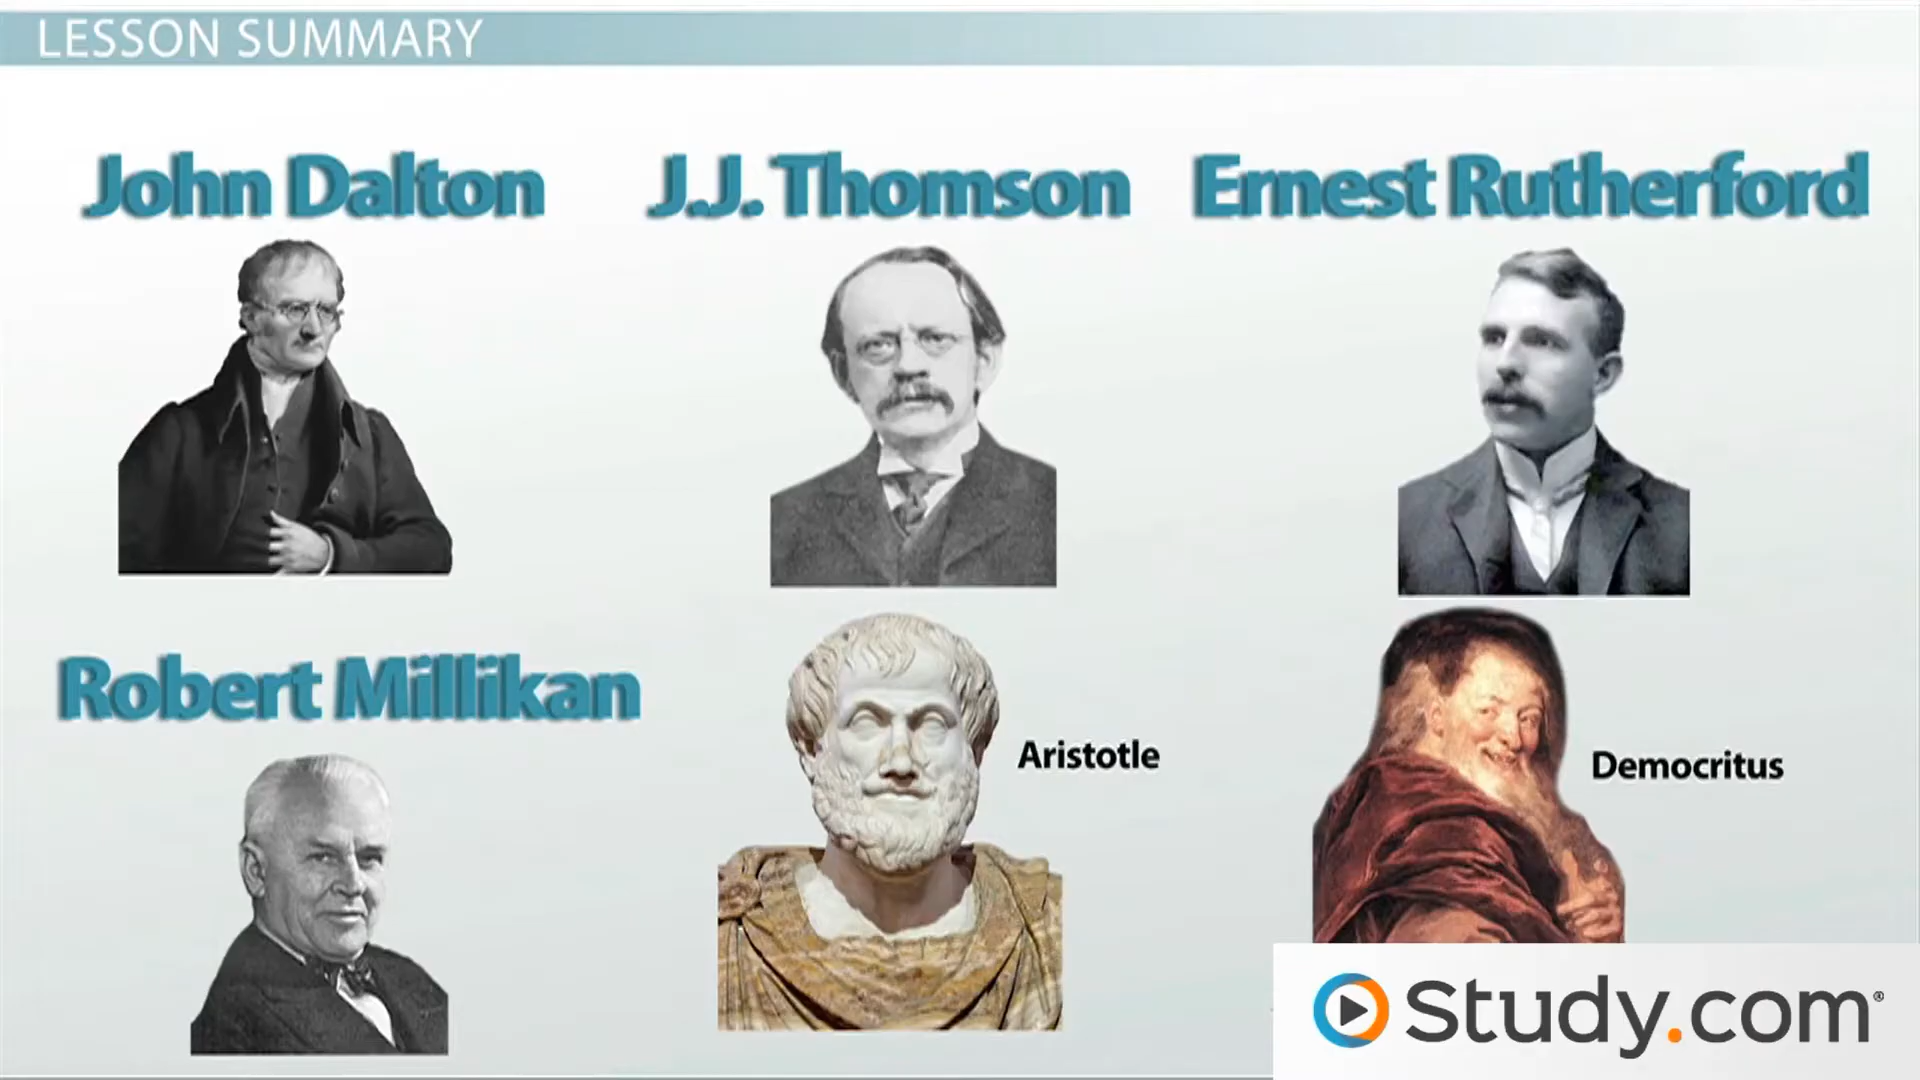 LESSON SUMMARY
John Dalton
J.J. Thomson
Ernest Rutherford
Robert Millikan
Aristotle
Democritus
Study.com®